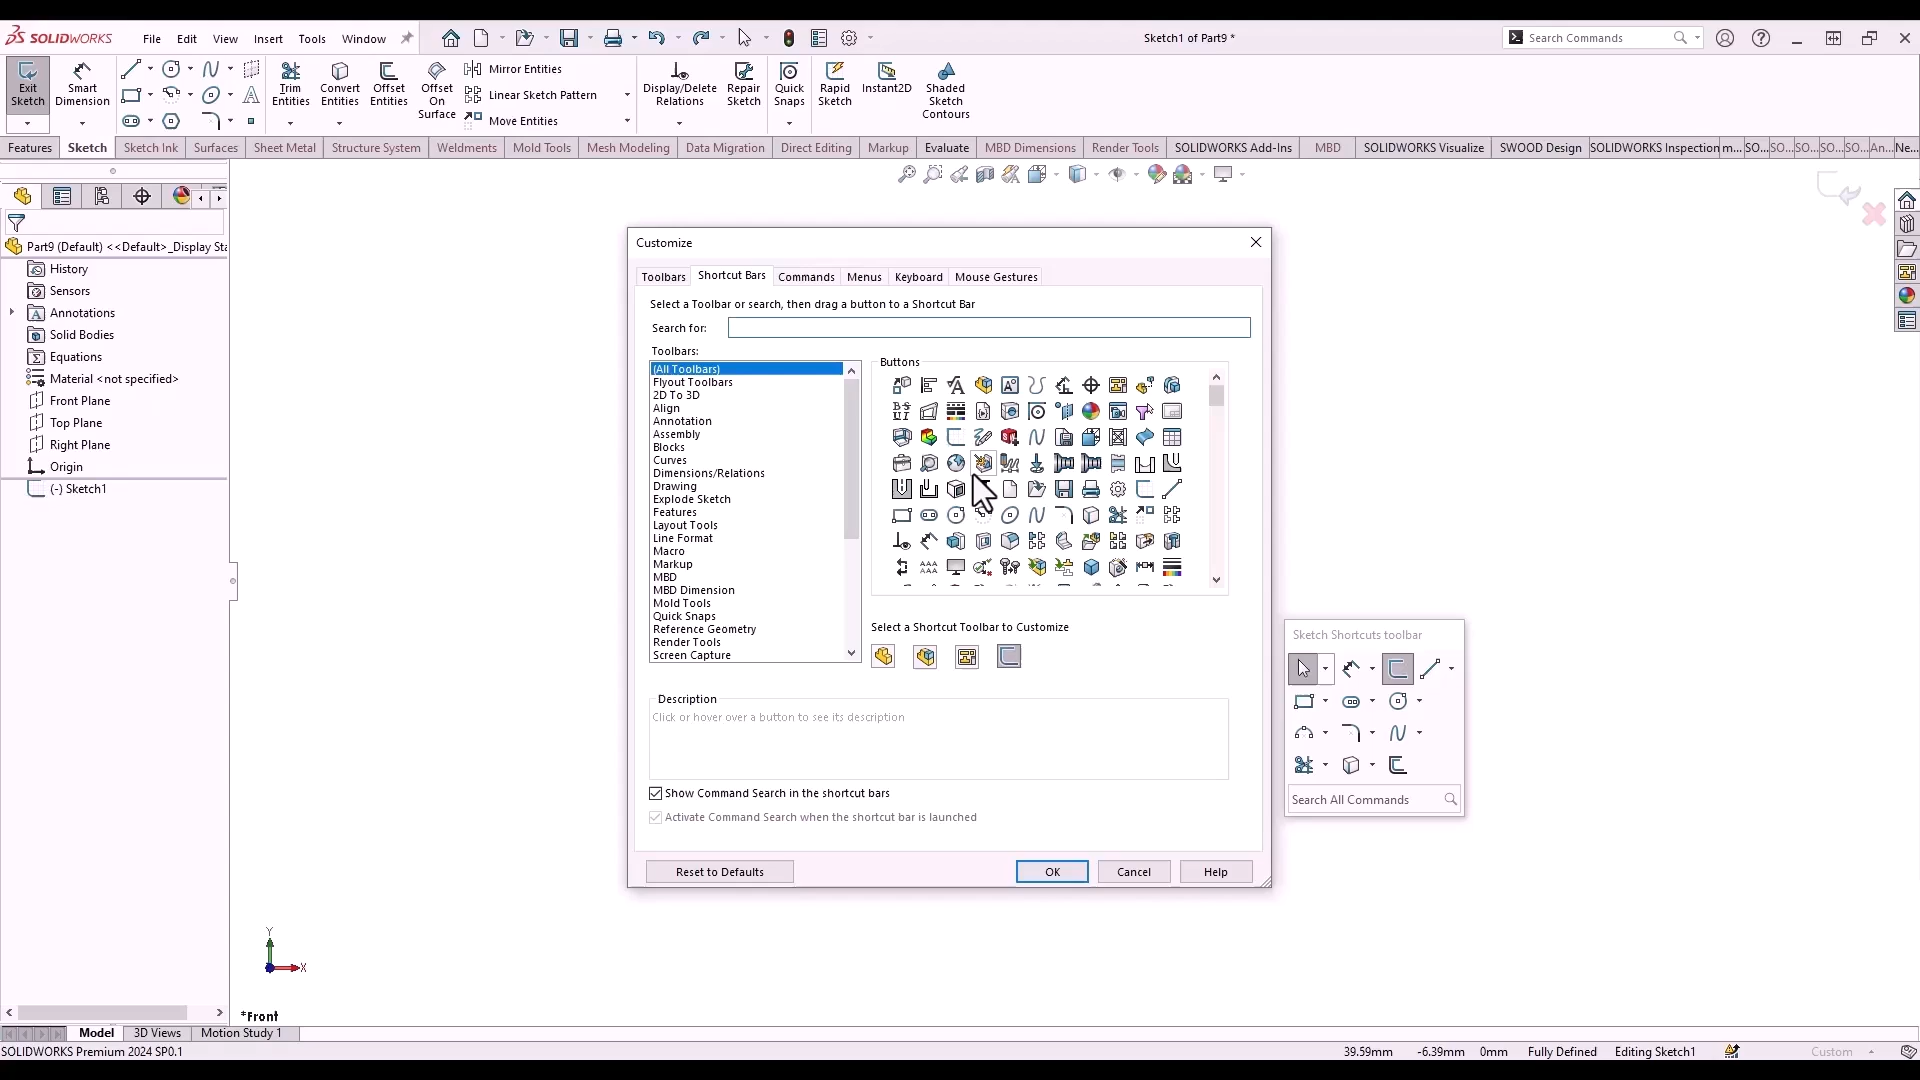 SOLIDWORKS
File
Edit
View
Insert
Tools
Window
Sketch1 of Part9 *
Search Commands
Exit
Sketch
Smart
Dimension
Trim
Entities
Convert
Entities
Offset
Entities
Offset
On
Surface
Mirror Entities
Linear Sketch Pattern
Move Entities
Display/Delete
Relations
Repair
Sketch
Quick
Snaps
Rapid
Sketch
Instant2D
Shaded
Sketch
Contours
Features
Sketch
Sketch Ink
Surfaces
Sheet Metal
Structure System
Weldments
Mold Tools
Mesh Modeling
Data Migration
Direct Editing
Markup
Evaluate
MBD Dimensions
Render Tools
SOLIDWORKS Add-Ins
MBD
SOLIDWORKS Visualize
SWOOD Design
SOLIDWORKS Inspection
m...
SO...
SO...
SO...
SO...
SO...
An...
Ne...
Part9 (Default) <<Default>_Display Sta
History
Sensors
Annotations
Solid Bodies
Equations
Material <not specified>
Front Plane
Top Plane
Right Plane
Origin
(-) Sketch1
Customize
Toolbars
Shortcut Bars
Commands
Menus
Keyboard
Mouse Gestures
Select a Toolbar or search, then drag a button to a Shortcut Bar
Search for:
Toolbars:
(All Toolbars)
Flyout Toolbars
2D To 3D
Align
Annotation
Assembly
Blocks
Curves
Dimensions/Relations
Drawing
Explode Sketch
Features
Layout Tools
Line Format
Macro
Markup
MBD
MBD Dimension
Mold Tools
Quick Snaps
Reference Geometry
Render Tools
Screen Capture
Buttons
Select a Shortcut Toolbar to Customize
Description
Click or hover over a button to see its description
Show Command Search in the shortcut bars
Activate Command Search when the shortcut bar is launched
Reset to Defaults
OK
Cancel
Help
Sketch Shortcuts toolbar
Search All Commands
Y
X
*Front
Model
3D Views
Motion Study 1
SOLIDWORKS Premium 2024 SP0.1
39.59mm
-6.39mm
0mm
Fully Defined
Editing Sketch1
Custom